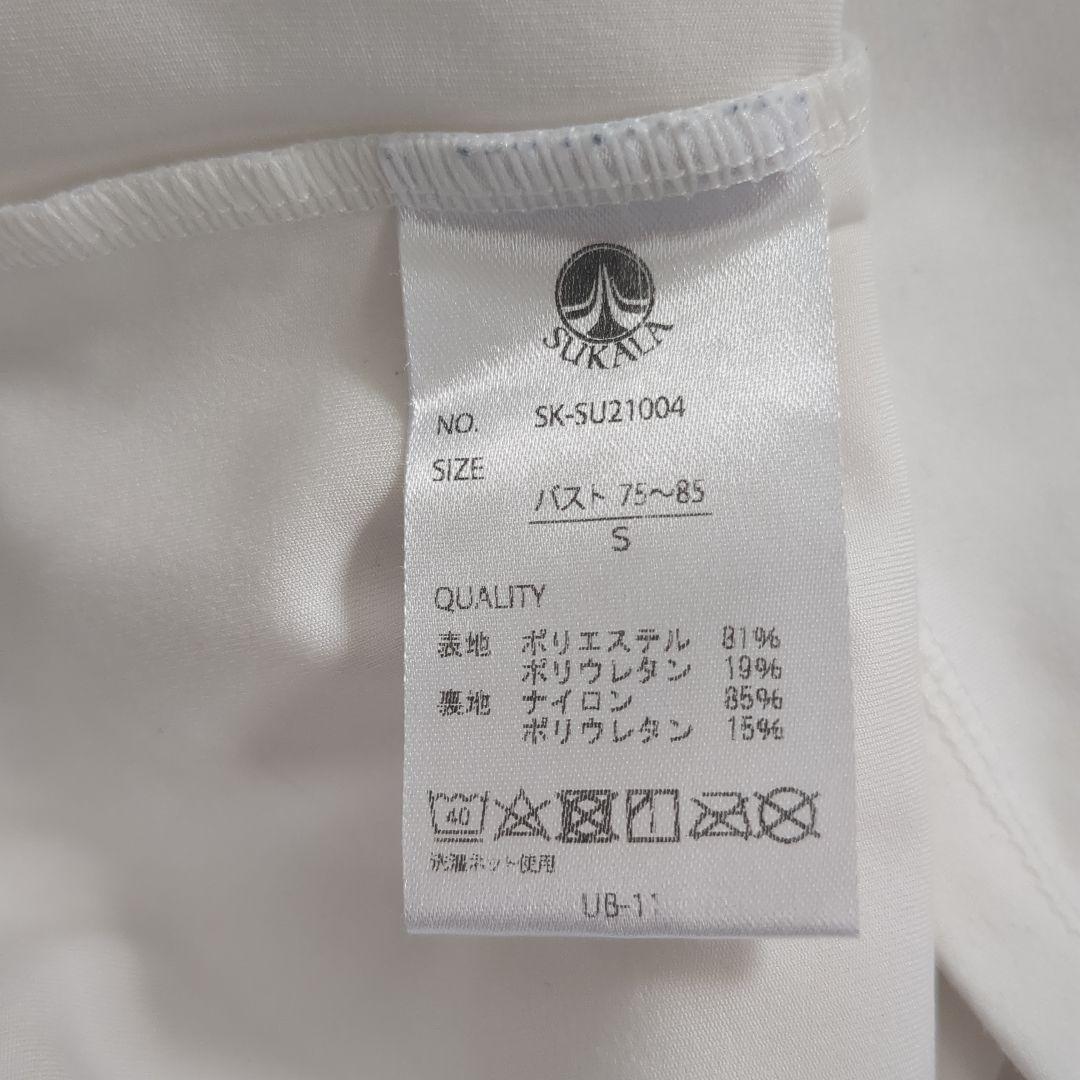 SUKALA
NO. SK-SU21004
SIZE
バスト 75～85
S
QUALITY
表地 ポリエステル 81%
ポリウレタン 19%
裏地 ナイロン 85%
ポリウレタン 15%
40
洗濯ネット使用
UB-11